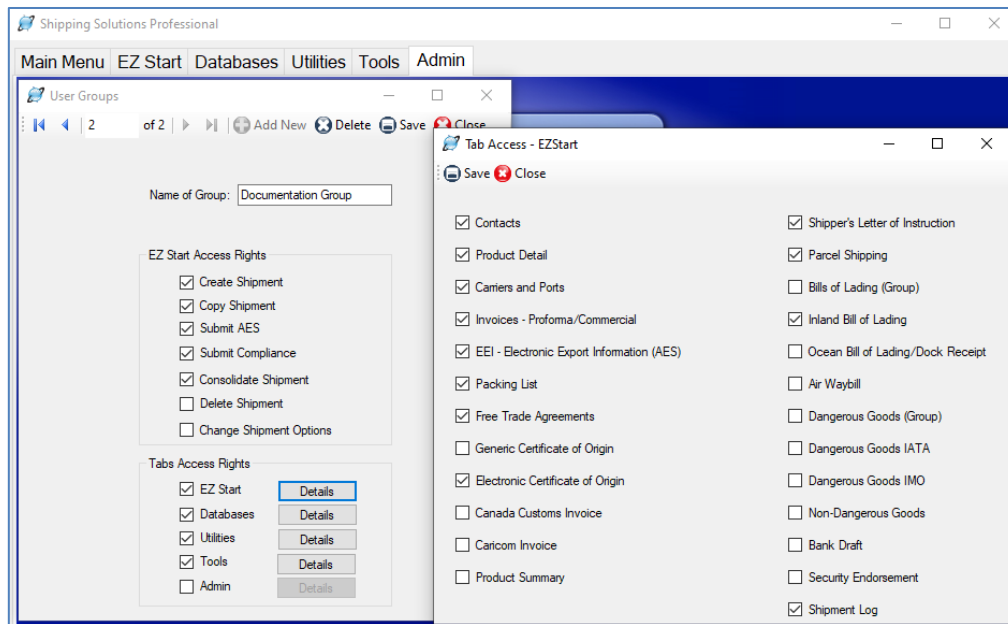 Shipping Solutions Professional
Main Menu EZ Start Databases Utilities Tools Admin
User Groups
2 of 2 Add New Delete Save Close
Name of Group: Documentation Group
EZ Start Access Rights
Create Shipment
Copy Shipment
Submit AES
Submit Compliance
Consolidate Shipment
Delete Shipment
Change Shipment Options
Tabs Access Rights
EZ Start Details
Databases Details
Utilities Details
Tools Details
Admin Details
Tab Access - EZStart
Save Close
Contacts
Product Detail
Carriers and Ports
Invoices - Proforma/Commercial
EEI - Electronic Export Information (AES)
Packing List
Free Trade Agreements
Generic Certificate of Origin
Electronic Certificate of Origin
Canada Customs Invoice
Caricom Invoice
Product Summary
Shipper's Letter of Instruction
Parcel Shipping
Bills of Lading (Group)
Inland Bill of Lading
Ocean Bill of Lading/Dock Receipt
Air Waybill
Dangerous Goods (Group)
Dangerous Goods IATA
Dangerous Goods IMO
Non-Dangerous Goods
Bank Draft
Security Endorsement
Shipment Log